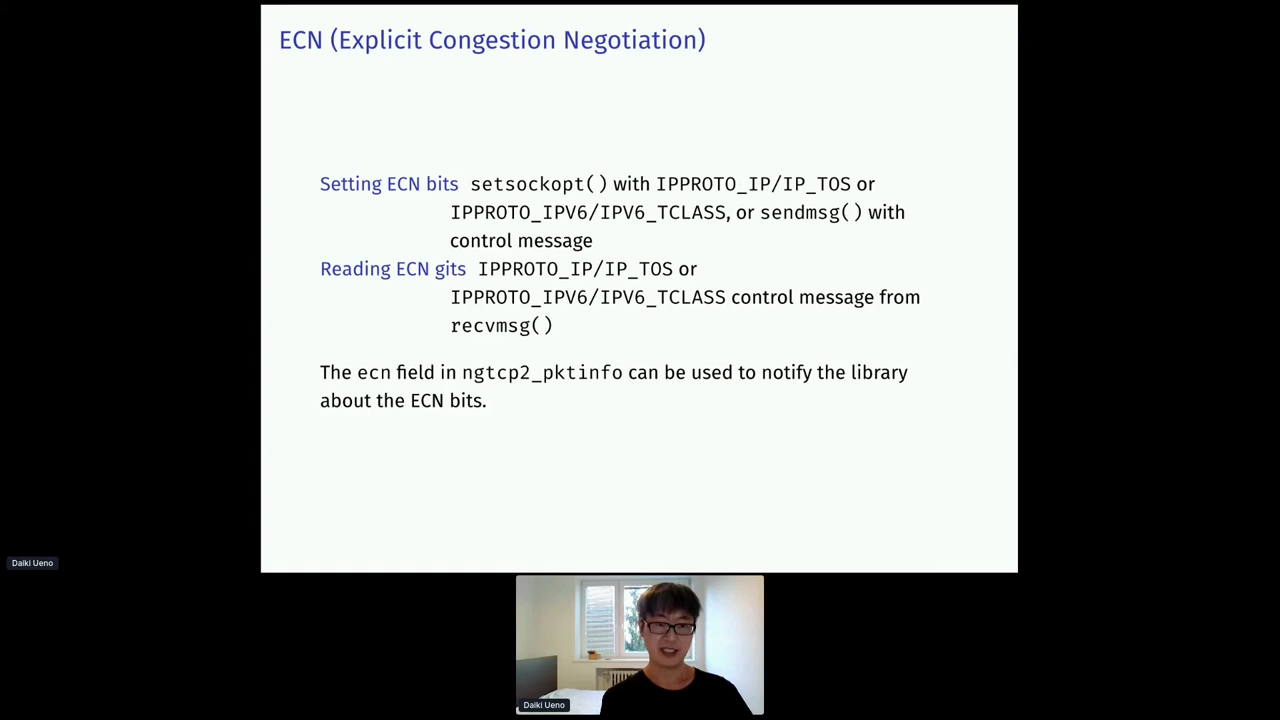 ECN (Explicit Congestion Negotiation)
Setting ECN bits setsockopt() with IPPROTO_IP/IP_TOS or
IPPROTO_IPV6/IPV6_TCLASS, or sendmsg() with
control message
Reading ECN gits IPPROTO_IP/IP_TOS or
IPPROTO_IPV6/IPV6_TCLASS control message from
recvmsg()
The ecn field in ngtcp2_pktinfo can be used to notify the library
about the ECN bits.
Daiki Ueno
Daiki Ueno